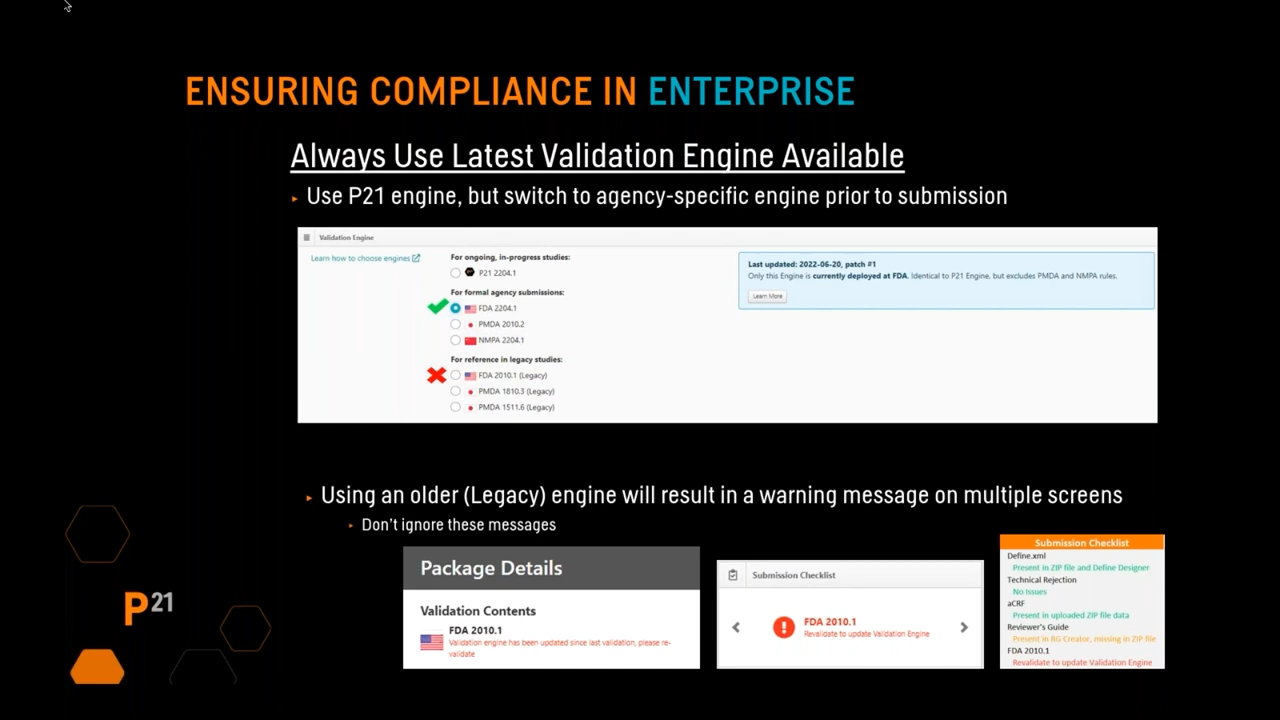 ENSURING COMPLIANCE IN ENTERPRISE
Always Use Latest Validation Engine Available
Use P21 engine, but switch to agency-specific engine prior to submission
Validation Engine
Learn how to choose engines
For ongoing, in-progress studies:
P21 2204.1
For formal agency submissions:
FDA 2204.1
PMDA 2010.2
NMPA 2204.1
For reference in legacy studies:
FDA 2010.1 (Legacy)
PMDA 1810.3 (Legacy)
PMDA 1511.6 (Legacy)
Last updated: 2022-06-20, patch #1
Only this Engine is currently deployed at FDA. Identical to P21 Engine, but excludes PMDA and NMPA rules.
Learn More
Using an older (Legacy) engine will result in a warning message on multiple screens
Don't ignore these messages
Package Details
Validation Contents
FDA 2010.1
Validation engine has been updated since last validation, please re-
validate
Submission Checklist
FDA 2010.1
Revalidate to update Validation Engine
Submission Checklist
Define.xml
Present in ZIP file and Define Designer
Technical Rejection
No Issues
aCRF
Present in uploaded ZIP file data
Reviewer's Guide
Present in RG Creator, missing in ZIP file
FDA 2010.1
Revalidate to update Validation Engine
P21